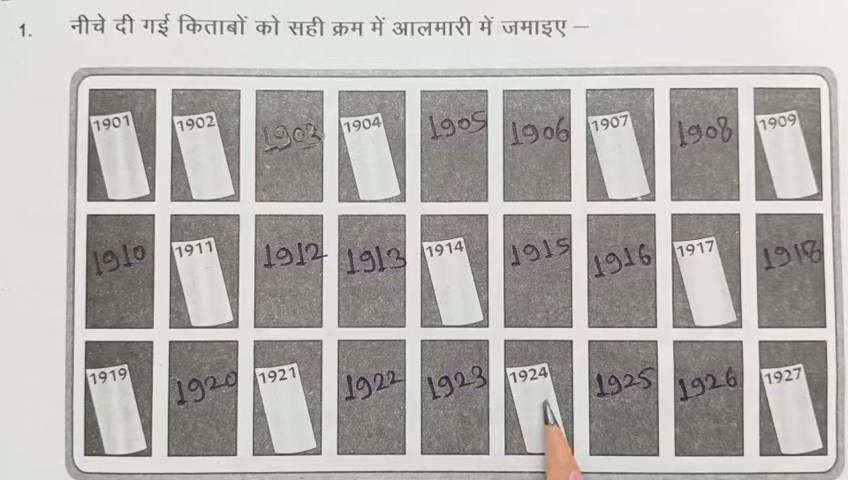 1. नीचे दी गई किताबों को सही क्रम में आलमारी में जमाइए –
1901 1902 1903 1904 1905 1906 1907 1908 1909
1910 1911 1912 1913 1914 1915 1916 1917 1918
1919 1920 1921 1922 1923 1924 1925 1926 1927